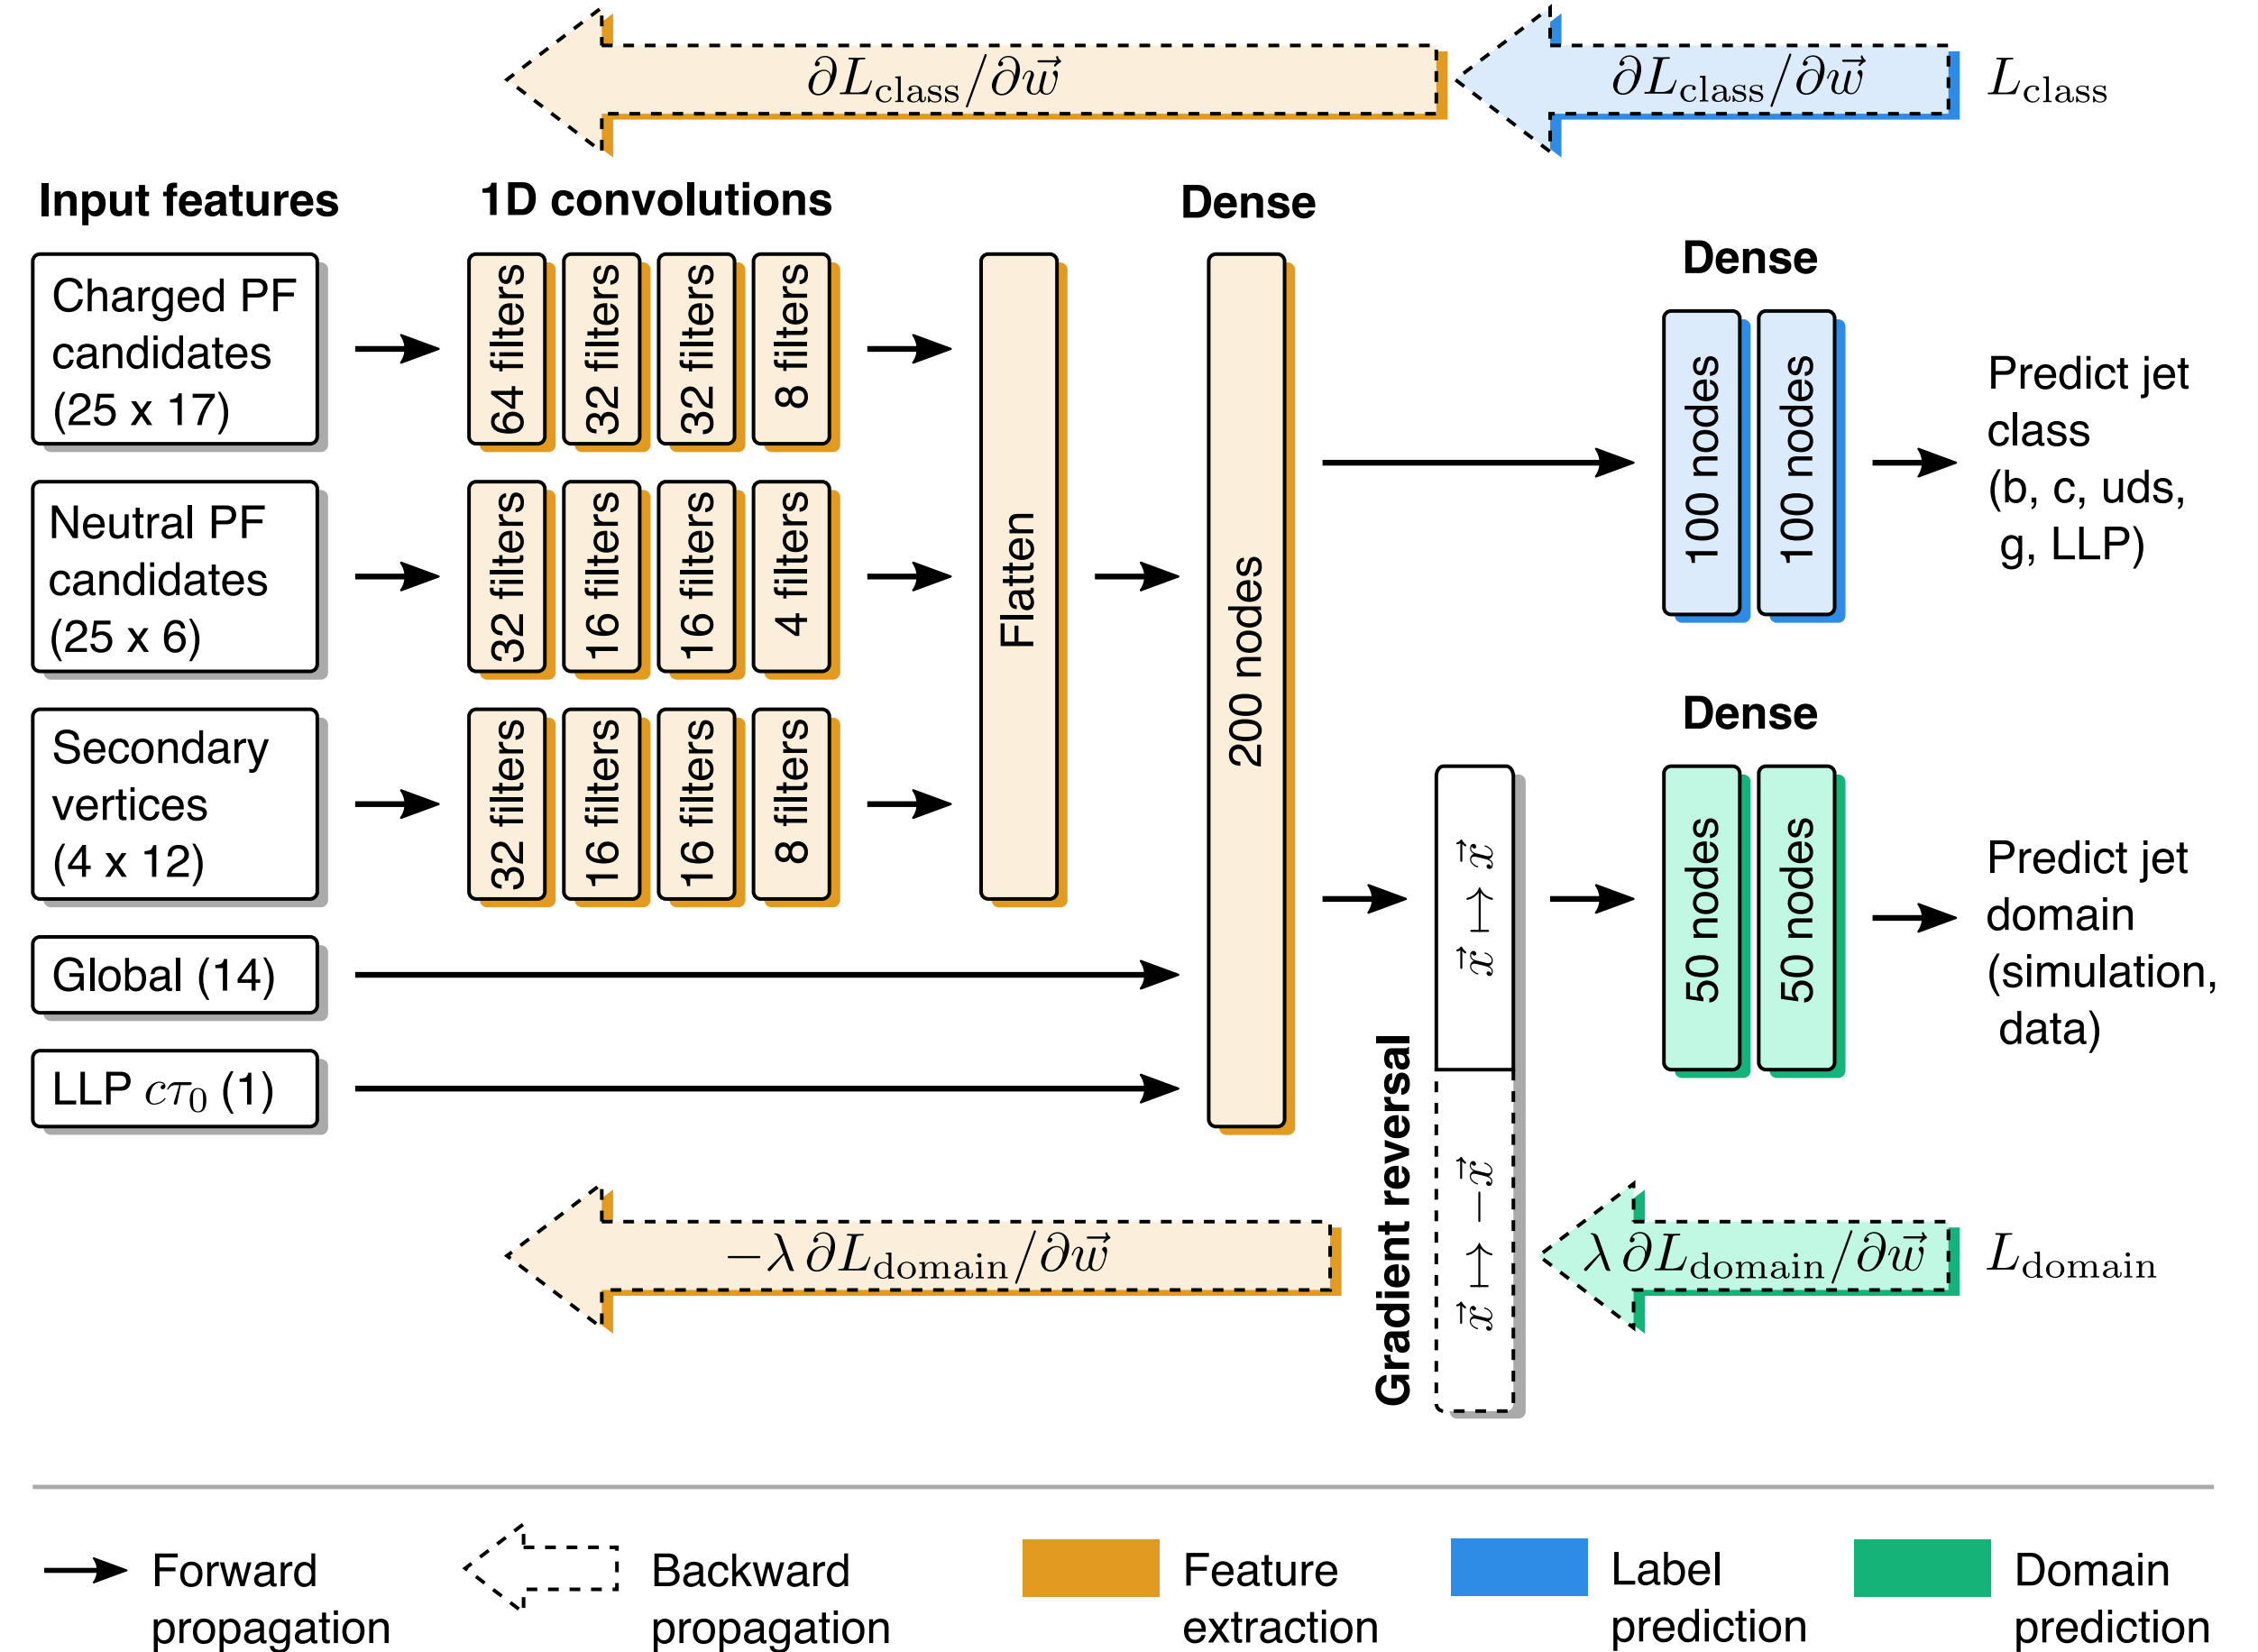 ∂L_class/∂w⃗
∂L_class/∂w⃗
L_class
Input features
1D convolutions
Dense
Dense
Charged PF
candidates
(25 x 17)
64 filters
32 filters
32 filters
8 filters
Neutral PF
candidates
(25 x 6)
32 filters
16 filters
16 filters
4 filters
Secondary
vertices
(4 x 12)
32 filters
16 filters
16 filters
8 filters
Global (14)
LLP cτ₀ (1)
Flatten
200 nodes
100 nodes
100 nodes
Predict jet
class
(b, c, uds,
g, LLP)
Dense
Gradient reversal
x⃗ ↦ x⃗
x⃗ ↦ −x⃗
50 nodes
50 nodes
Predict jet
domain
(simulation,
data)
−λ ∂L_domain/∂w⃗
λ ∂L_domain/∂w⃗
L_domain
Forward
propagation
Backward
propagation
Feature
extraction
Label
prediction
Domain
prediction